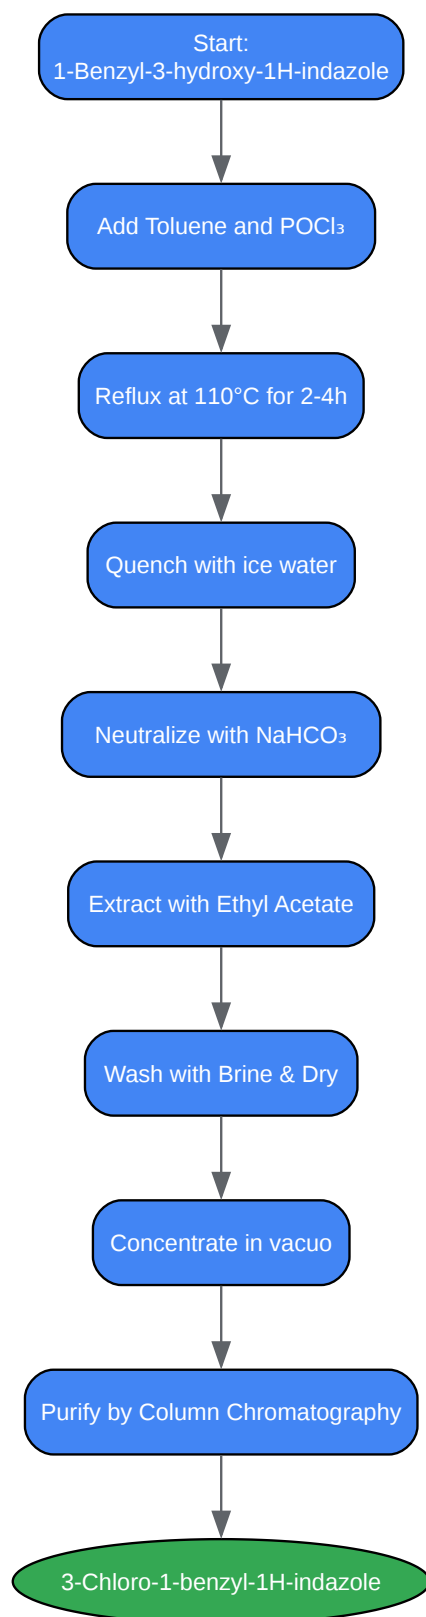 Start:
1-Benzyl-3-hydroxy-1H-indazole
Add Toluene and POCl₃
Reflux at 110°C for 2-4h
Quench with ice water
Neutralize with NaHCO₃
Extract with Ethyl Acetate
Wash with Brine & Dry
Concentrate in vacuo
Purify by Column Chromatography
3-Chloro-1-benzyl-1H-indazole